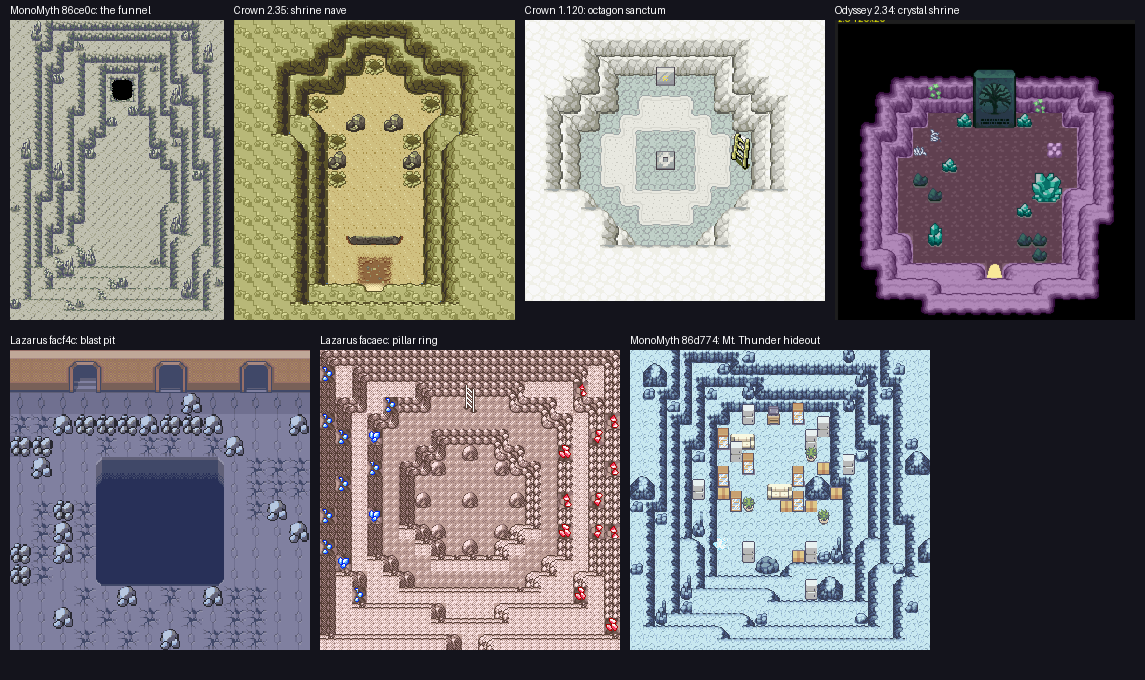 MonoMyth 86ce0c: the funnel
Crown 2.35: shrine nave
Crown 1.120: octagon sanctum
Odyssey 2.34: crystal shrine
Lazarus facf4c: blast pit
Lazarus facaec: pillar ring
MonoMyth 86d774: Mt. Thunder hideout